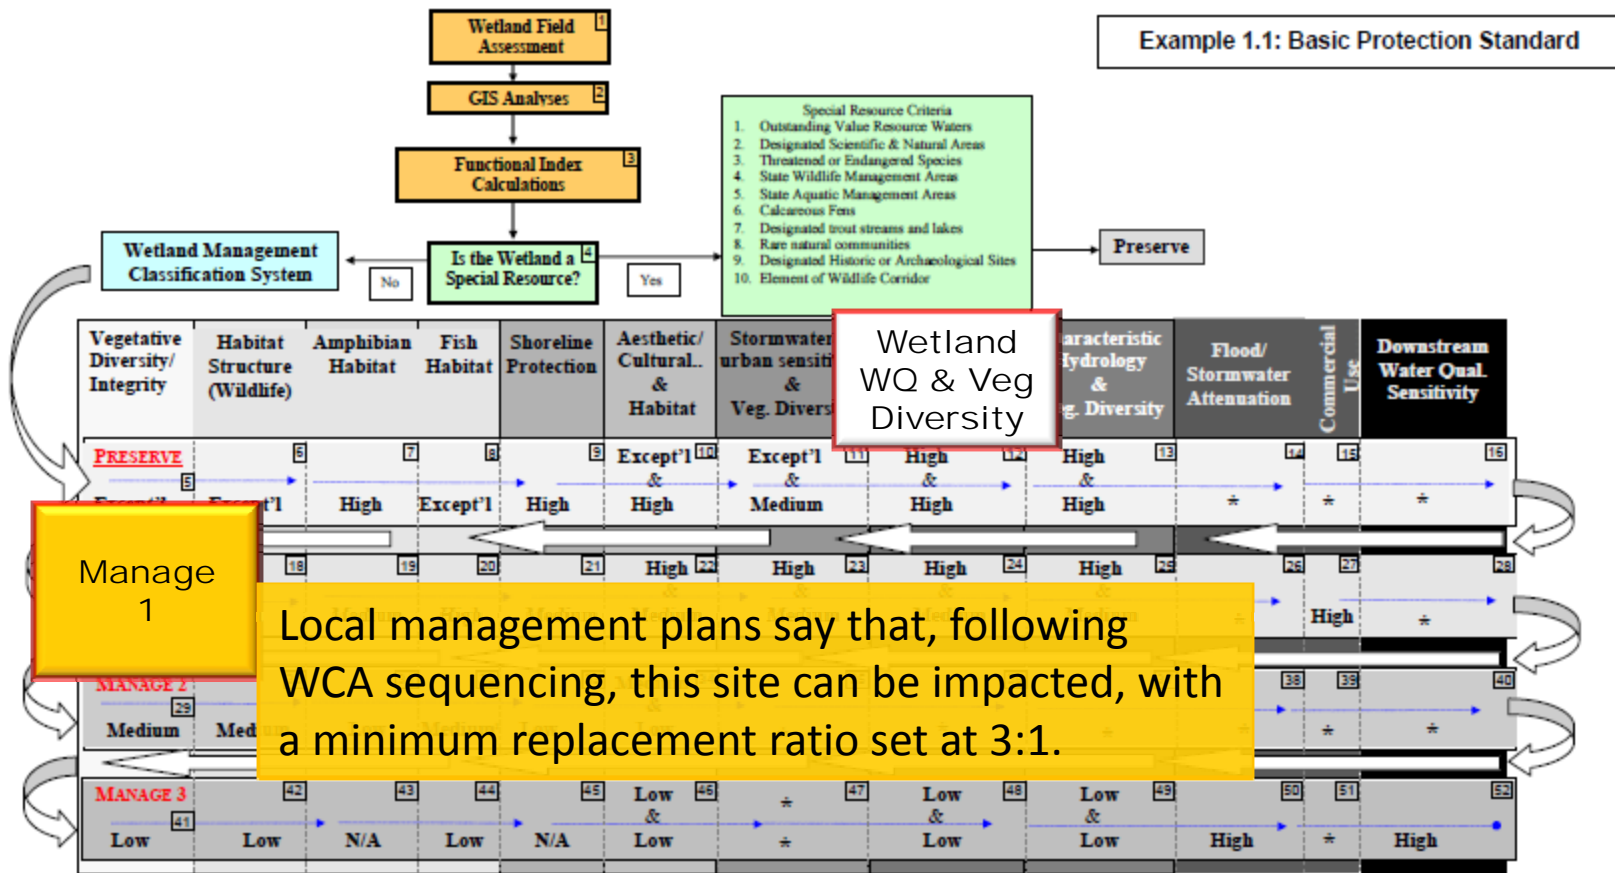 Wetland Field 1
Assessment
Example 1.1: Basic Protection Standard
GIS Analyses 2
Functional Index 3
Calculations
Special Resource Criteria
1. Outstanding Value Resource Waters
2. Designated Scientific & Natural Areas
3. Threatened or Endangered Species
4. State Wildlife Management Areas
5. State Aquatic Management Areas
6. Calcareous Fens
7. Designated trout streams and lakes
8. Rare natural communities
9. Designated Historic or Archaeological Sites
10. Element of Wildlife Corridor
Preserve
Wetland Management
Classification System
No
Is the Wetland a 4
Special Resource?
Yes
Vegetative
Diversity/
Integrity
Habitat
Structure
(Wildlife)
Amphibian
Habitat
Fish
Habitat
Shoreline
Protection
Aesthetic/
Cultural..
&
Habitat
Stormwater
urban
&
Veg.
Wetland
WQ & Veg
Diversity
Hydrology
&
Diversity
Flood/
Stormwater
Attenuation
Commercial
Use
Downstream
Water Qual.
Sensitivity
PRESERVE 6 7 8 9 Except'l 10 Except'l 11 High 12 High 13 14 15 16
5 & & & &
High Except'l High High Medium High High * * *
Manage
1
18 19 20 21 High 22 High 23 High 24 High 25 26 27 28
High *
Local management plans say that, following
WCA sequencing, this site can be impacted, with
a minimum replacement ratio set at 3:1.
MANAGE 2 38 39 40
29
Medium * *
MANAGE 3 42 43 44 45 Low 46 * 47 Low 48 Low 49 50 51 52
41 & & &
Low Low N/A Low N/A Low * Low Low High * High